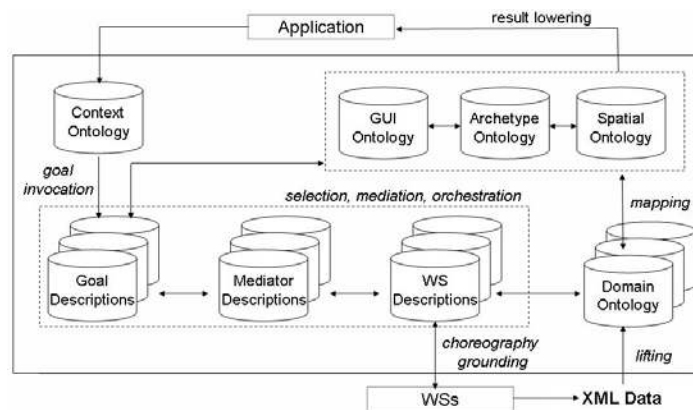 Application
result lowering
Context
Ontology
GUI
Ontology
Archetype
Ontology
Spatial
Ontology
goal
invocation
selection, mediation, orchestration
mapping
Goal
Descriptions
Mediator
Descriptions
WS
Descriptions
Domain
Ontology
choreography
grounding
lifting
WSs
XML Data